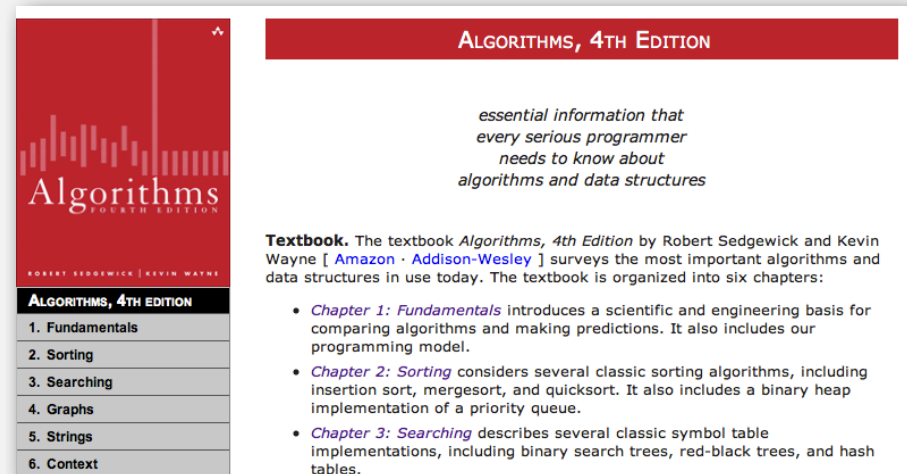 Algorithms
FOURTH EDITION
ROBERT SEDGEWICK | KEVIN WAYNE
ALGORITHMS, 4TH EDITION
1. Fundamentals
2. Sorting
3. Searching
4. Graphs
5. Strings
6. Context
ALGORITHMS, 4TH EDITION
essential information that
every serious programmer
needs to know about
algorithms and data structures
Textbook. The textbook Algorithms, 4th Edition by Robert Sedgewick and Kevin
Wayne [ Amazon · Addison-Wesley ] surveys the most important algorithms and
data structures in use today. The textbook is organized into six chapters:
• Chapter 1: Fundamentals introduces a scientific and engineering basis for
comparing algorithms and making predictions. It also includes our
programming model.
• Chapter 2: Sorting considers several classic sorting algorithms, including
insertion sort, mergesort, and quicksort. It also includes a binary heap
implementation of a priority queue.
• Chapter 3: Searching describes several classic symbol table
implementations, including binary search trees, red-black trees, and hash
tables.